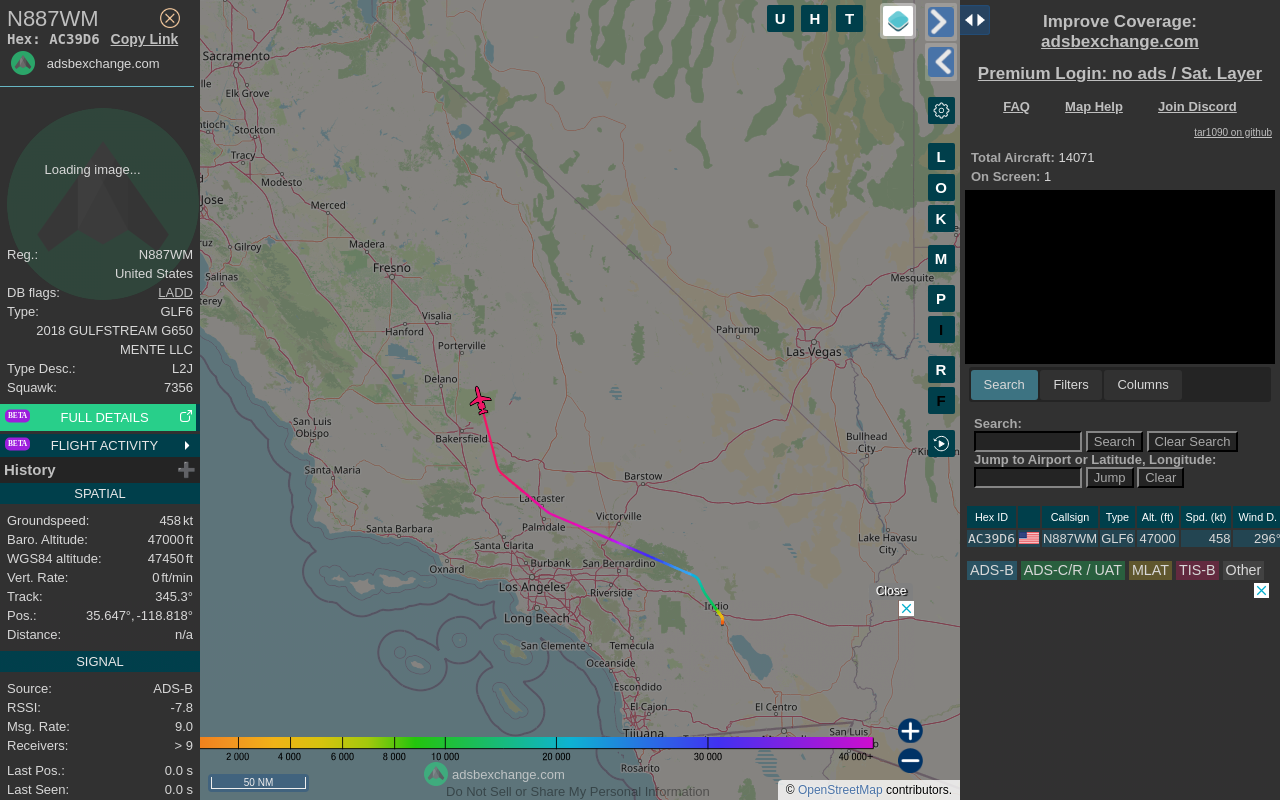 N887WM
Hex: AC39D6 Copy Link
adsbexchange.com
Loading image...
Reg.: N887WM
United States
DB flags: LADD
Type: GLF6
2018 GULFSTREAM G650
MENTE LLC
Type Desc.: L2J
Squawk: 7356
BETA FULL DETAILS
BETA FLIGHT ACTIVITY
History
SPATIAL
Groundspeed: 458 kt
Baro. Altitude: 47000 ft
WGS84 altitude: 47450 ft
Vert. Rate: 0 ft/min
Track: 345.3°
Pos.: 35.647°, -118.818°
Distance: n/a
SIGNAL
Source: ADS-B
RSSI: -7.8
Msg. Rate: 9.0
Receivers: > 9
Last Pos.: 0.0 s
Last Seen: 0.0 s
U H T
L
O
K
M
P
I
R
F
Sacramento
Elk Grove
Stockton
Tracy
Modesto
Jose
Merced
Gilroy
Madera
Salinas
Fresno
Visalia
Hanford
Porterville
Delano
Mesquite
Pahrump
Las Vegas
San Luis
Obispo
Bakersfield
Bullhead
City
Santa Maria
Barstow
Lancaster
Palmdale
Victorville
Santa Barbara
Lake Havasu
City
Santa Clarita
Oxnard
Burbank
San Bernardino
Los Angeles
Riverside
Long Beach
Indio
San Clemente
Temecula
Oceanside
Escondido
El Cajon
El Centro
Tijuana
San Luis
Rosarito
Close
2 000 4 000 6 000 8 000 10 000 20 000 30 000 40 000+
50 NM
adsbexchange.com
Do Not Sell or Share My Personal Information
© OpenStreetMap contributors.
Improve Coverage:
adsbexchange.com
Premium Login: no ads / Sat. Layer
FAQ Map Help Join Discord
tar1090 on github
Total Aircraft: 14071
On Screen: 1
Search Filters Columns
Search:
Search Clear Search
Jump to Airport or Latitude, Longitude:
Jump Clear
Hex ID Callsign Type Alt. (ft) Spd. (kt) Wind D.
AC39D6 N887WM GLF6 47000 458 296°
ADS-B ADS-C/R / UAT MLAT TIS-B Other